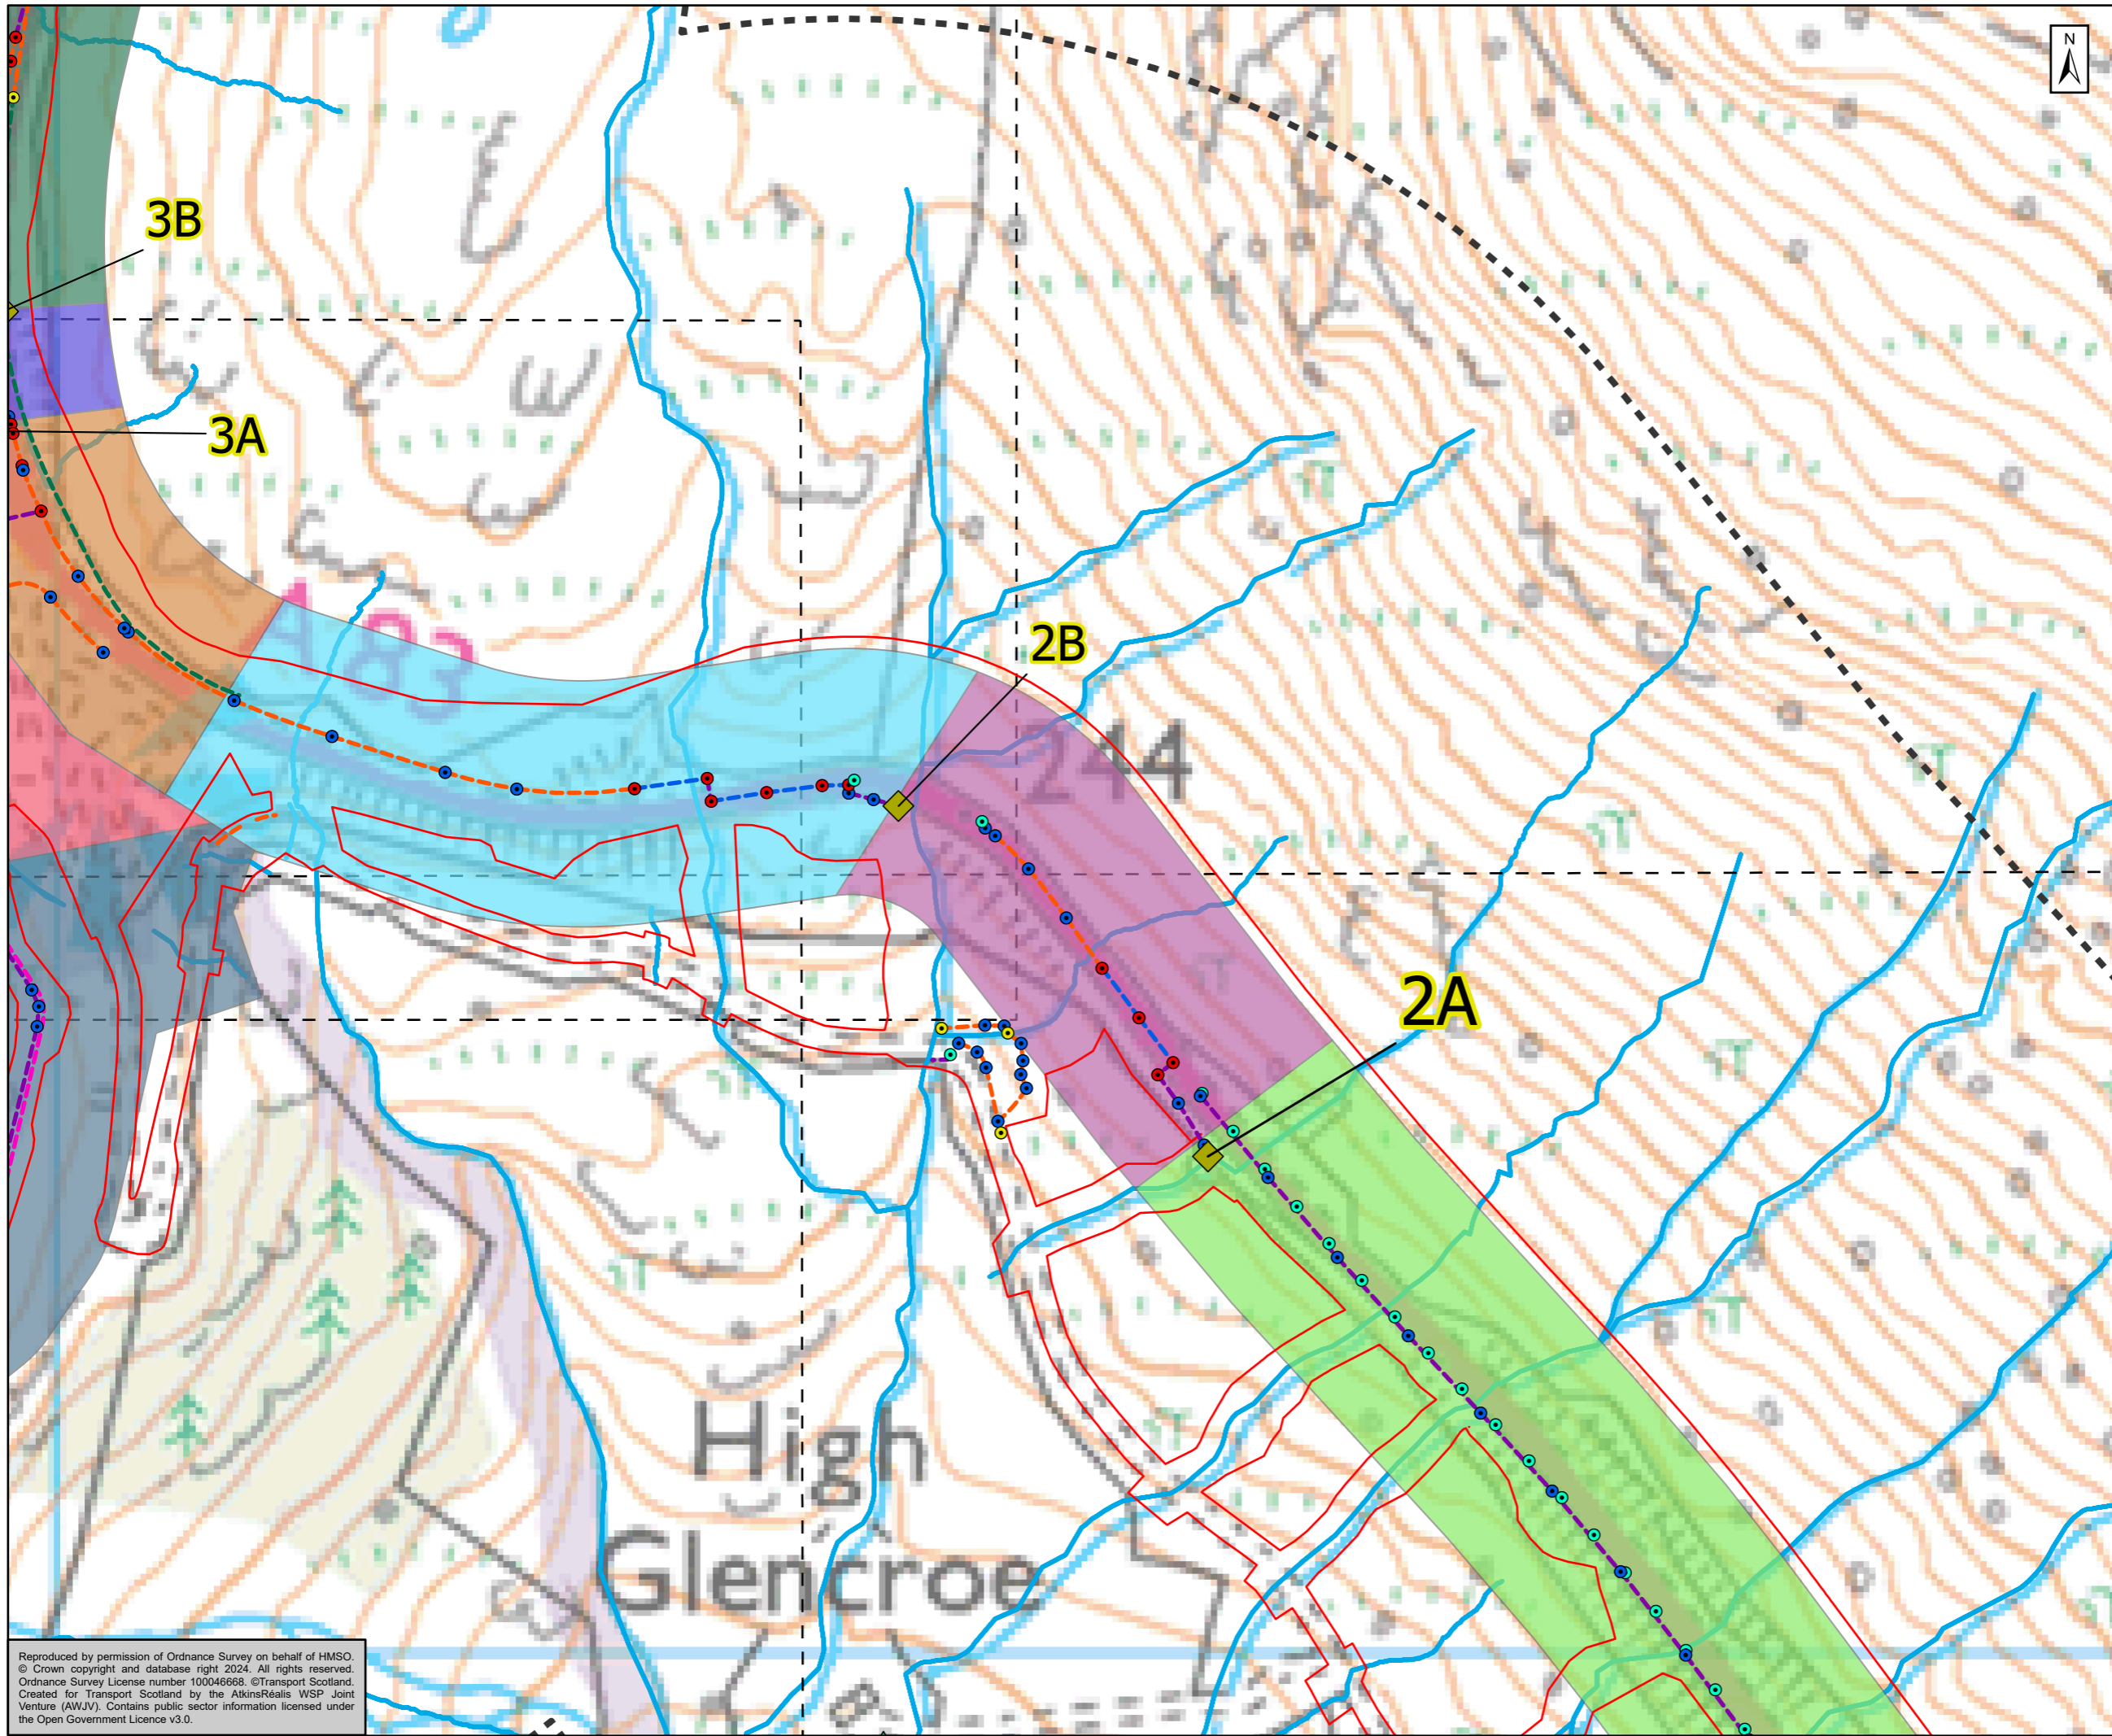 N
3B
3A
A83
2B
244
2A
High
Glencroe
Reproduced by permission of Ordnance Survey on behalf of HMSO.
© Crown copyright and database right 2024. All rights reserved.
Ordnance Survey License number 100046668. ©Transport Scotland.
Created for Transport Scotland by the AtkinsRéalis WSP Joint
Venture (AWJV). Contains public sector information licensed under
the Open Government Licence v3.0.